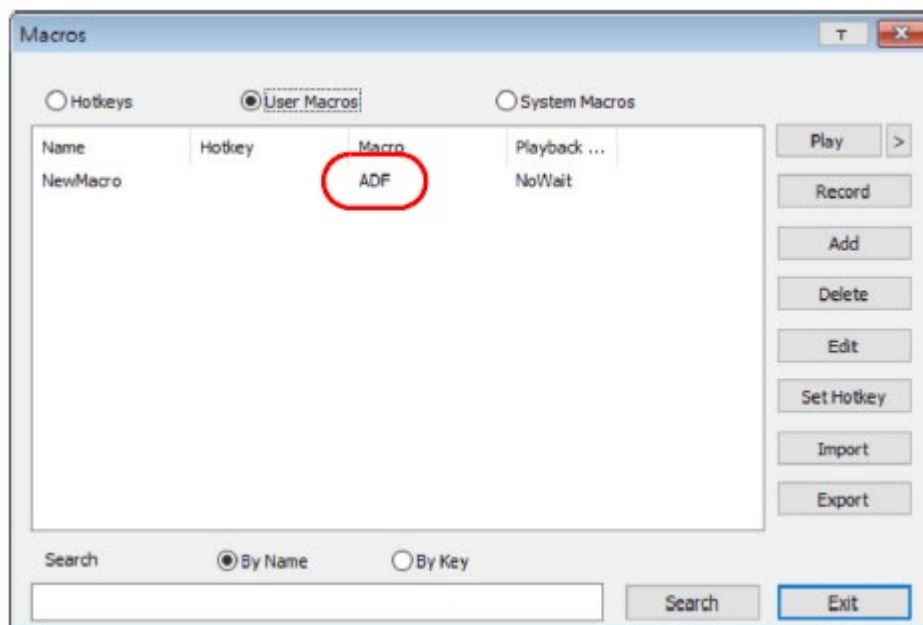 Macros
T
Hotkeys User Macros System Macros
Name Hotkey Macro Playback ...
NewMacro ADF NoWait
Play >
Record
Add
Delete
Edit
Set Hotkey
Import
Export
Search By Name By Key
Search Exit